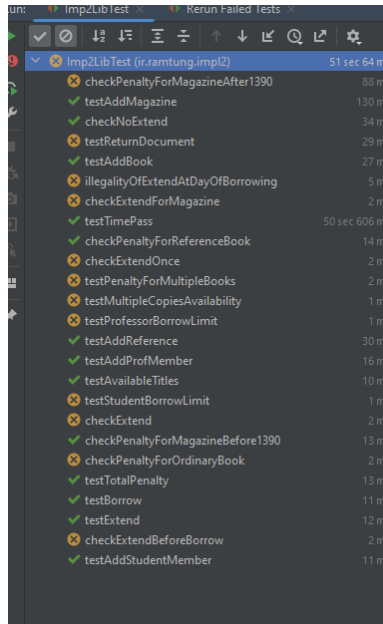 un:
Imp2LibTest
Rerun Failed Tests
Imp2LibTest (ir.ramtung.impl2) 51 sec 64 m
checkPenaltyForMagazineAfter1390 88 m
testAddMagazine 130 m
checkNoExtend 34 m
testReturnDocument 29 m
testAddBook 27 m
illegalityOfExtendAtDayOfBorrowing 5 m
checkExtendForMagazine 2 m
testTimePass 50 sec 606 m
checkPenaltyForReferenceBook 14 m
checkExtendOnce 2 m
testPenaltyForMultipleBooks 2 m
testMultipleCopiesAvailability 1 m
testProfessorBorrowLimit 1 m
testAddReference 30 m
testAddProfMember 16 m
testAvailableTitles 10 m
testStudentBorrowLimit 1 m
checkExtend 2 m
checkPenaltyForMagazineBefore1390 13 m
checkPenaltyForOrdinaryBook 2 m
testTotalPenalty 13 m
testBorrow 11 m
testExtend 12 m
checkExtendBeforeBorrow 2 m
testAddStudentMember 11 m